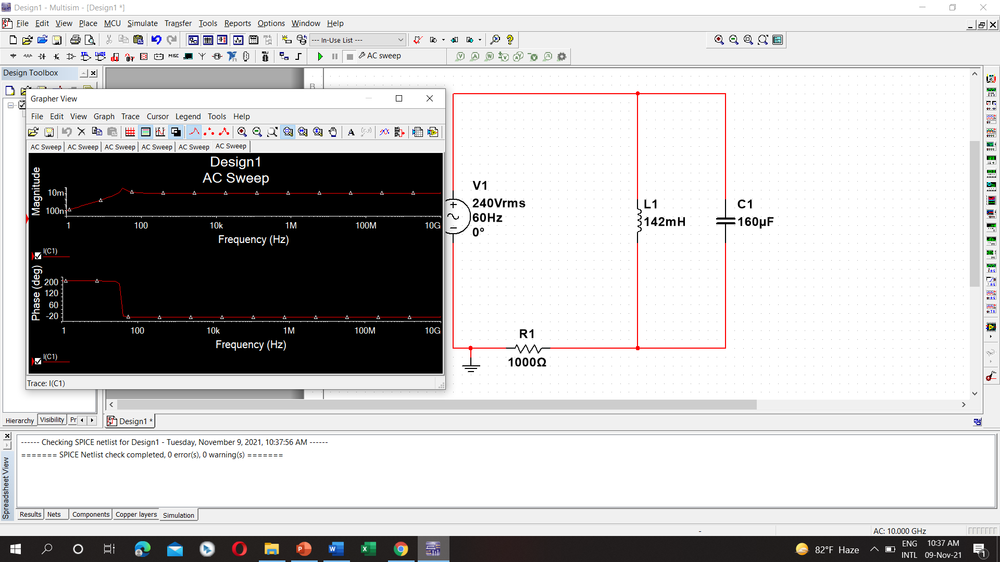 Design1 - Multisim - [Design1 *]
File Edit View Place MCU Simulate Transfer Tools Reports Options Window Help
--- In-Use List ---
MISC
AC sweep
Design Toolbox
B
Grapher View
File Edit View Graph Trace Cursor Legend Tools Help
AC Sweep AC Sweep AC Sweep AC Sweep AC Sweep AC Sweep
Design1
AC Sweep
Magnitude
10m
100n
1 100 10k 1M 100M 10G
Frequency (Hz)
I(C1)
Phase (deg)
200
120
60
-20
1 100 10k 1M 100M 10G
Frequency (Hz)
I(C1)
Trace: I(C1)
V1
240Vrms
60Hz
0°
L1
142mH
C1
160µF
R1
1000Ω
Hierarchy Visibility Pr
Design1 *
Spreadsheet View
------ Checking SPICE netlist for Design1 - Tuesday, November 9, 2021, 10:37:56 AM ------
======= SPICE Netlist check completed, 0 error(s), 0 warning(s) =======
Results Nets Components Copper layers Simulation
- AC: 10.000 GHz
82°F Haze
ENG
INTL
10:37 AM
09-Nov-21
1